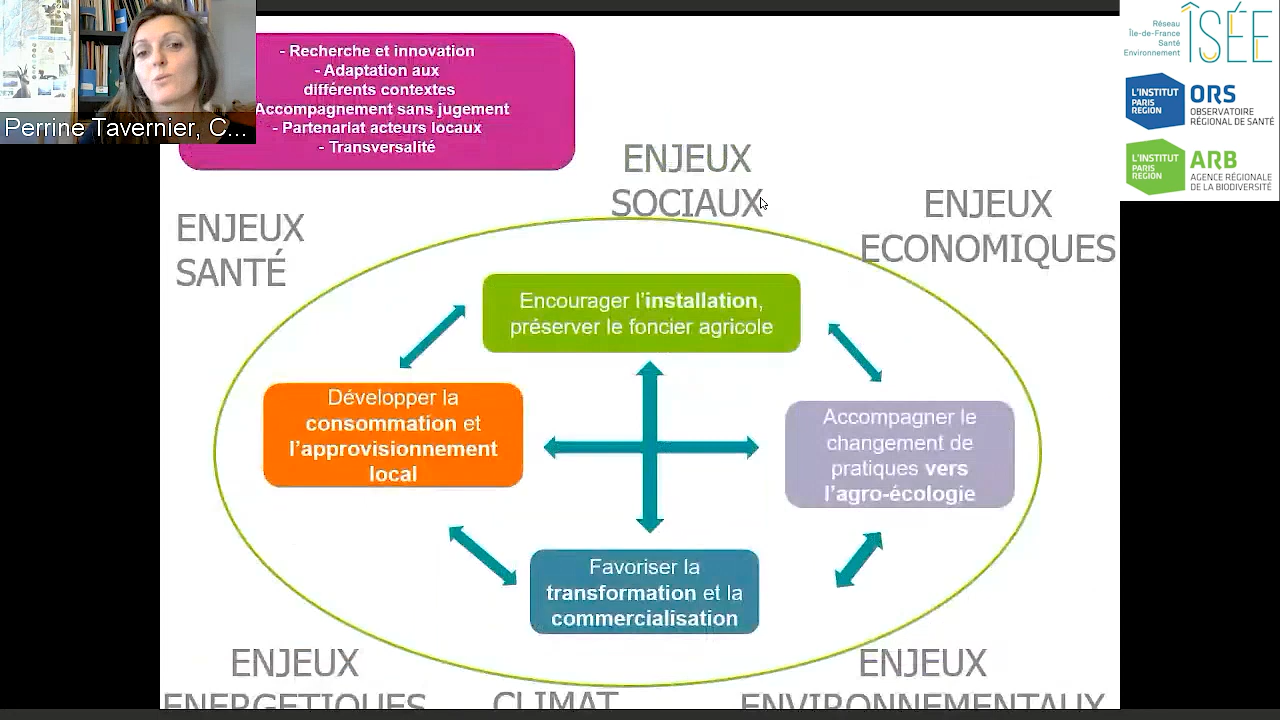 Perrine Tavernier, C...
- Recherche et innovation
- Adaptation aux
différents contextes
Accompagnement sans jugement
- Partenariat acteurs locaux
- Transversalité
Réseau
Île-de-France
Santé
Environnement
ÎSÉE
L'INSTITUT
PARIS
REGION
ORS
OBSERVATOIRE
RÉGIONAL DE SANTÉ
L'INSTITUT
PARIS
REGION
ARB
AGENCE RÉGIONALE
DE LA BIODIVERSITÉ
ENJEUX
SOCIAUX
ENJEUX
ECONOMIQUES
ENJEUX
SANTÉ
Encourager l'installation,
préserver le foncier agricole
Développer la
consommation et
l'approvisionnement
local
Accompagner le
changement de
pratiques vers
l'agro-écologie
Favoriser la
transformation et la
commercialisation
ENJEUX
ENERGETIQUES
CLIMAT
ENJEUX
ENVIRONNEMENTAUX